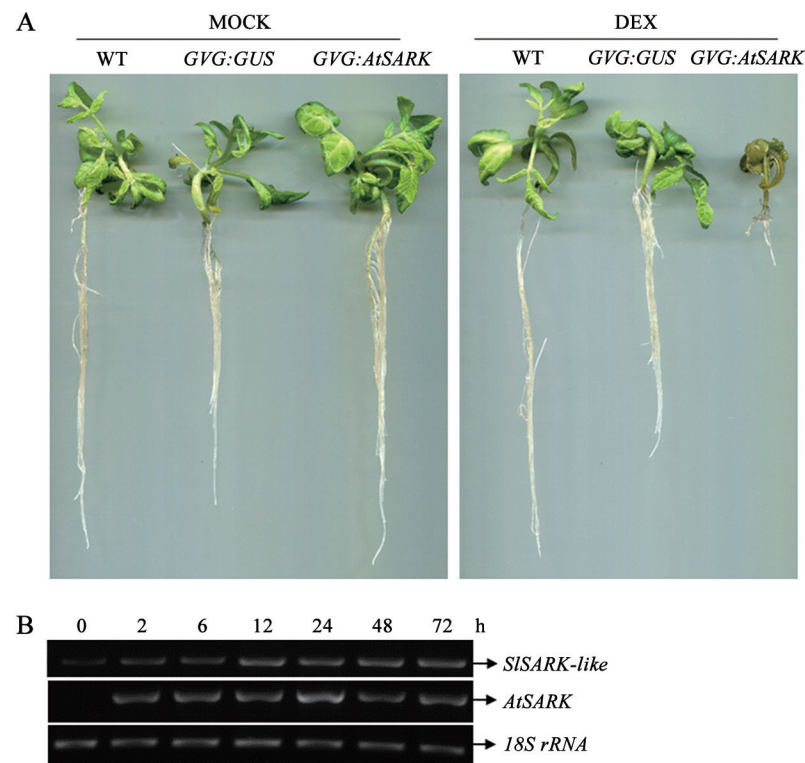 A
MOCK DEX
WT GVG:GUS GVG:AtSARK WT GVG:GUS GVG:AtSARK
B
0 2 6 12 24 48 72 h
SlSARK-like
AtSARK
18S rRNA